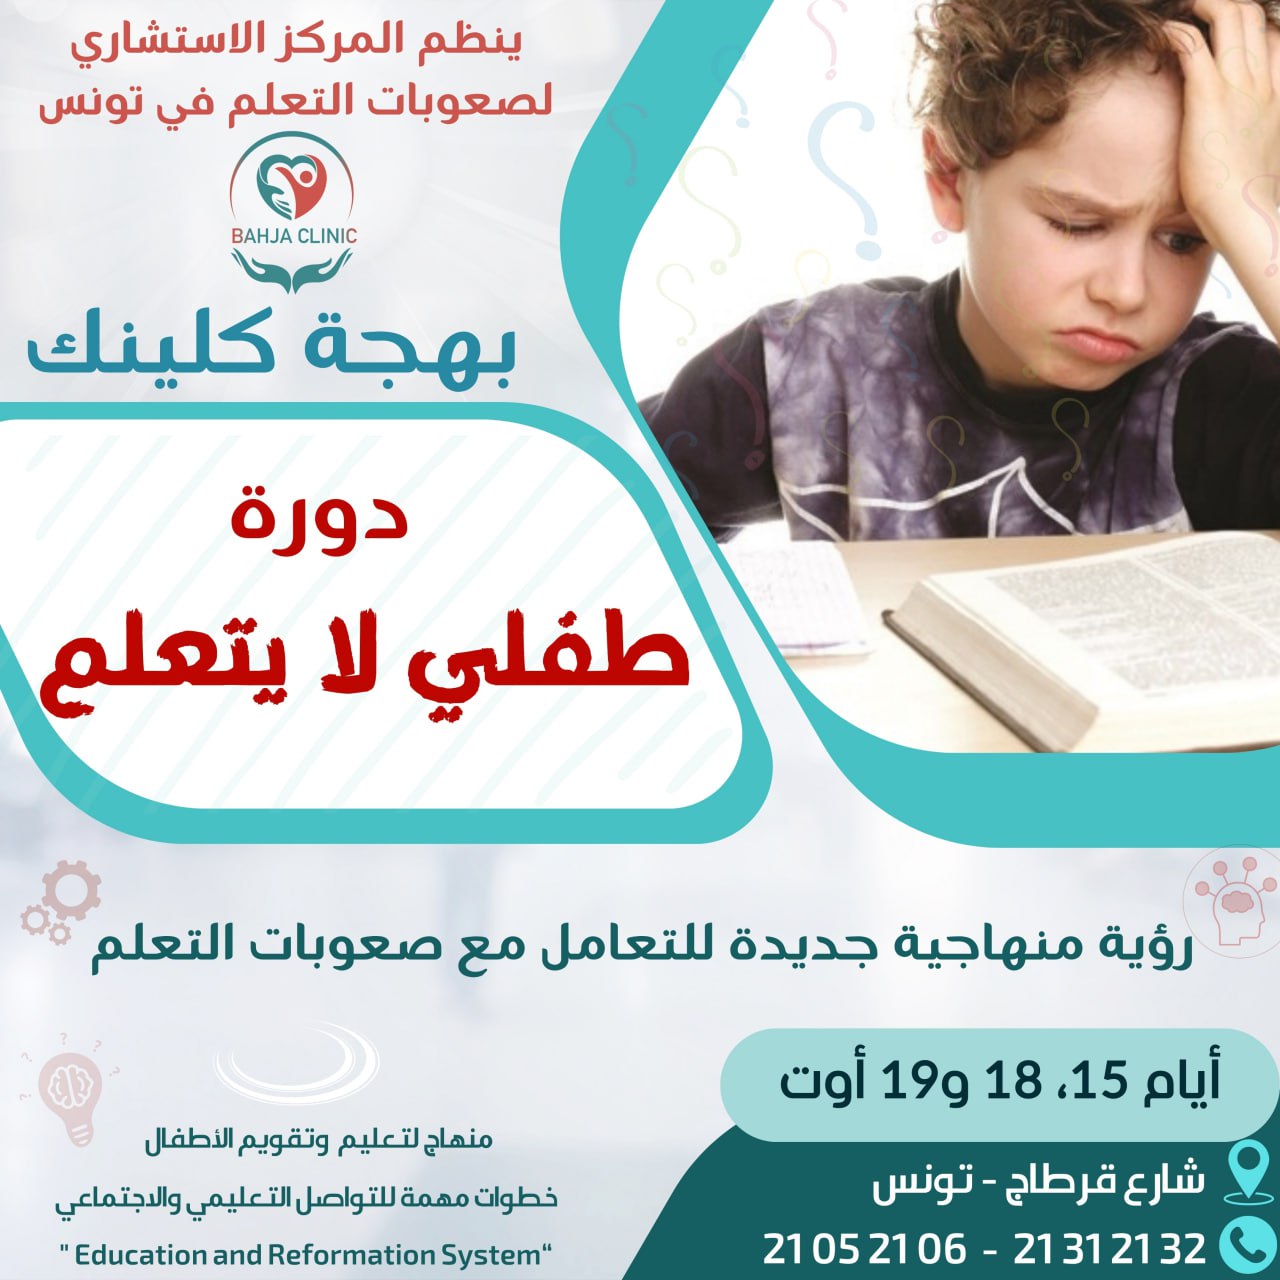 ينظم المركز الاستشاري
لصعوبات التعلم في تونس
BAHJA CLINIC
بهجة كلينك
دورة
طفلي لا يتعلم
رؤية منهاجية جديدة للتعامل مع صعوبات التعلم
أيام 15، 18 و19 أوت
شارع قرطاج - تونس
21 05 21 06 - 21 31 21 32
منهاج لتعليم وتقويم الأطفال
خطوات مهمة للتواصل التعليمي والاجتماعي
" Education and Reformation System“